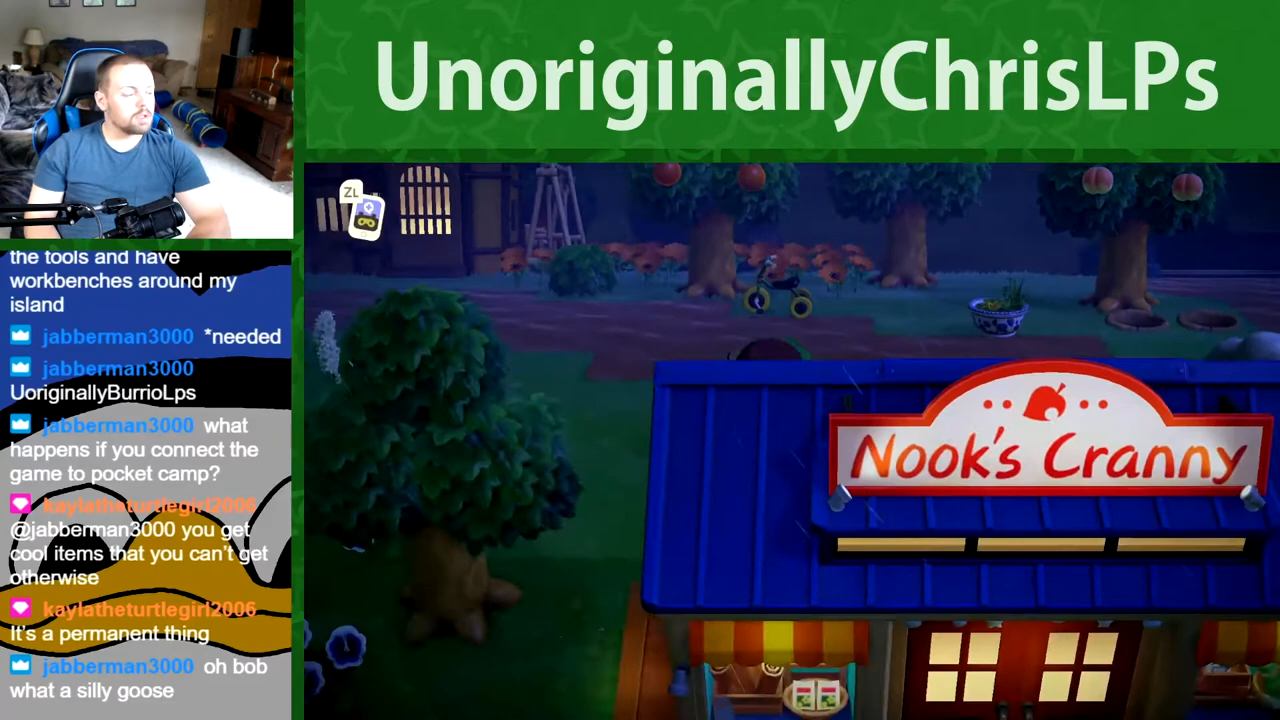 UnoriginallyChrisLPs
ZL
the tools and have
workbenches around my
island
jabberman3000 *needed
jabberman3000
UoriginallyBurrioLps
jabberman3000 what
happens if you connect the
game to pocket camp?
kaylatheturtlegirl2006
@jabberman3000 you get
cool items that you can't get
otherwise
kaylatheturtlegirl2006
It's a permanent thing
jabberman3000 oh bob
what a silly goose
Nook's Cranny